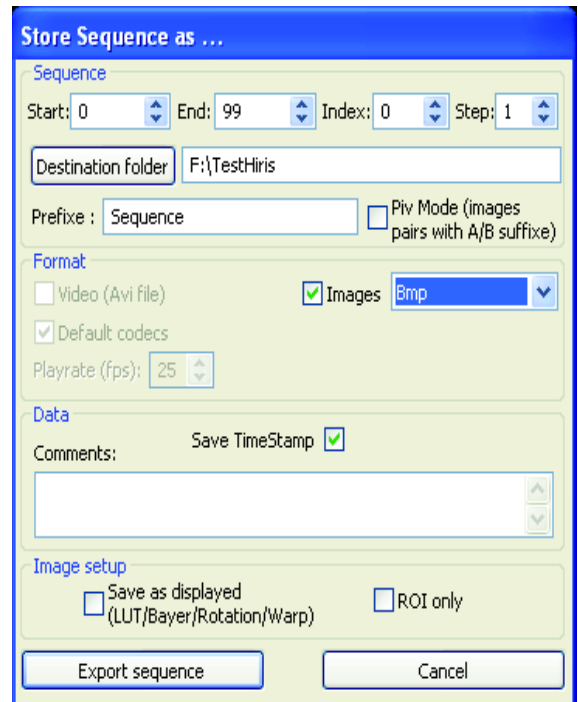 Store Sequence as ...
Sequence
Start: 0 End: 99 Index: 0 Step: 1
Destination folder F:\TestHiris
Prefixe : Sequence Piv Mode (images
pairs with A/B suffixe)
Format
Video (Avi file) Images Bmp
Default codecs
Playrate (fps): 25
Data
Save TimeStamp
Comments:
Image setup
Save as displayed
(LUT/Bayer/Rotation/Warp) ROI only
Export sequence Cancel